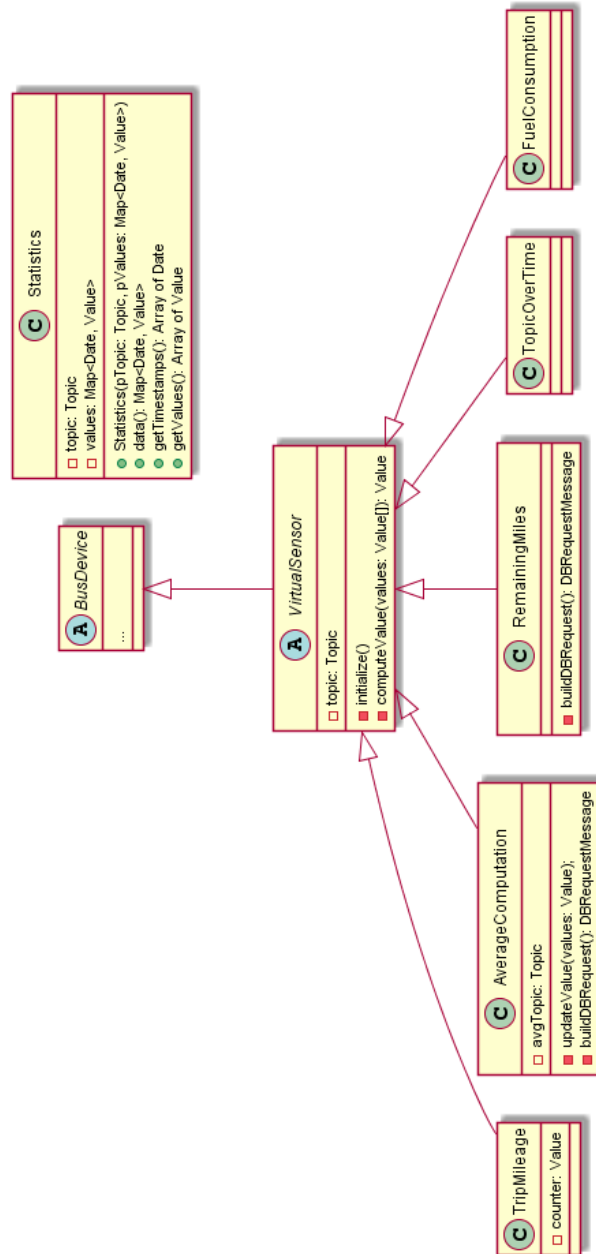 A BusDevice
...
C Statistics
topic: Topic
values: Map<Date, Value>
Statistics(pTopic: Topic, pValues: Map<Date, Value>)
data(): Map<Date, Value>
getTimestamps(): Array of Date
getValues(): Array of Value
A VirtualSensor
topic: Topic
initialize()
computeValue(values: Value[]): Value
C TripMileage
counter: Value
C AverageComputation
avgTopic: Topic
updateValue(values: Value);
buildDBRequest(): DBRequestMessage
C RemainingMiles
buildDBRequest(): DBRequestMessage
C TopicOverTime
C FuelConsumption